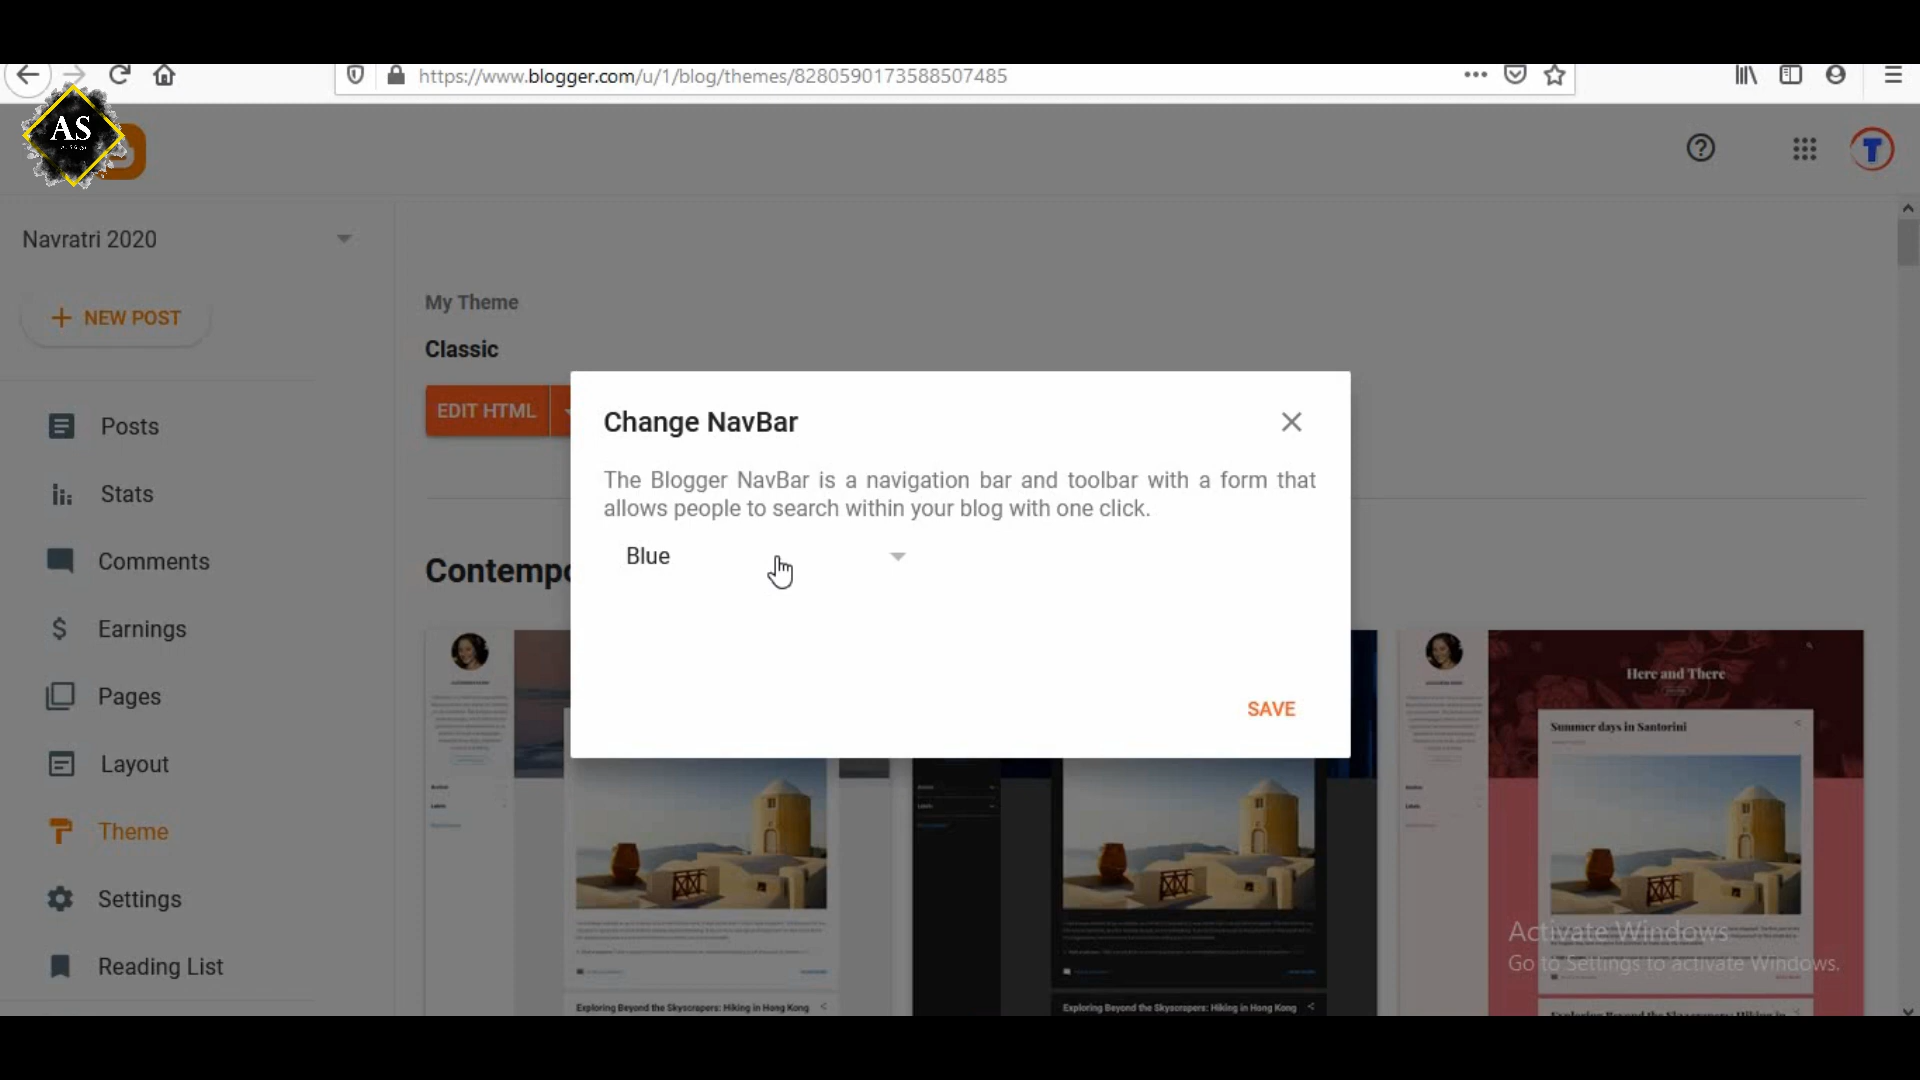 https://www.blogger.com/u/1/blog/themes/8280590173588507485
AS
T
Navratri 2020
NEW POST
Posts
Stats
Comments
Earnings
Pages
Layout
Theme
Settings
Reading List
My Theme
Classic
EDIT HTML
Contempo
Change NavBar
The Blogger NavBar is a navigation bar and toolbar with a form that
allows people to search within your blog with one click.
Blue
SAVE
Here and There
Summer days in Santorini
Exploring Beyond the Skyscrapers: Hiking in Hong Kong
Exploring Beyond the Skyscrapers: Hiking in Hong Kong
Activate Windows
Go to Settings to activate Windows.